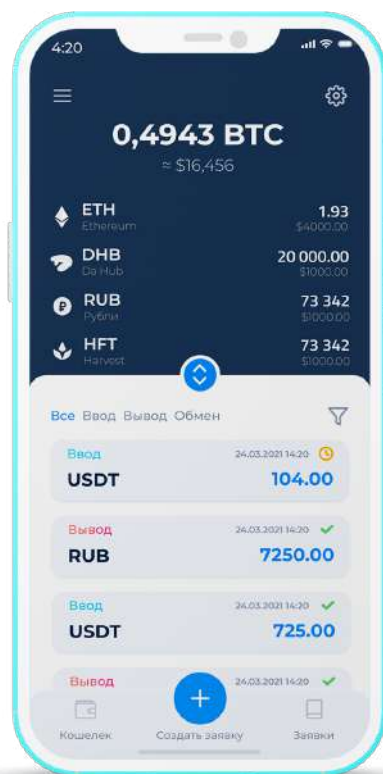 4:20
0,4943 BTC
≈ $16,456
ETH 1.93
Ethereum $4000.00
DHB 20 000.00
Da Hub $1000.00
RUB 73 342
Рубли $1000.00
HFT 73 342
Harvest $1000.00
Все Ввод Вывод Обмен
Ввод 24.03.2021 14:20
USDT 104.00
Вывод 24.03.2021 14:20
RUB 7250.00
Ввод 24.03.2021 14:20
USDT 725.00
Вывод 24.03.2021 14:20
Кошелек Создать заявку Заявки